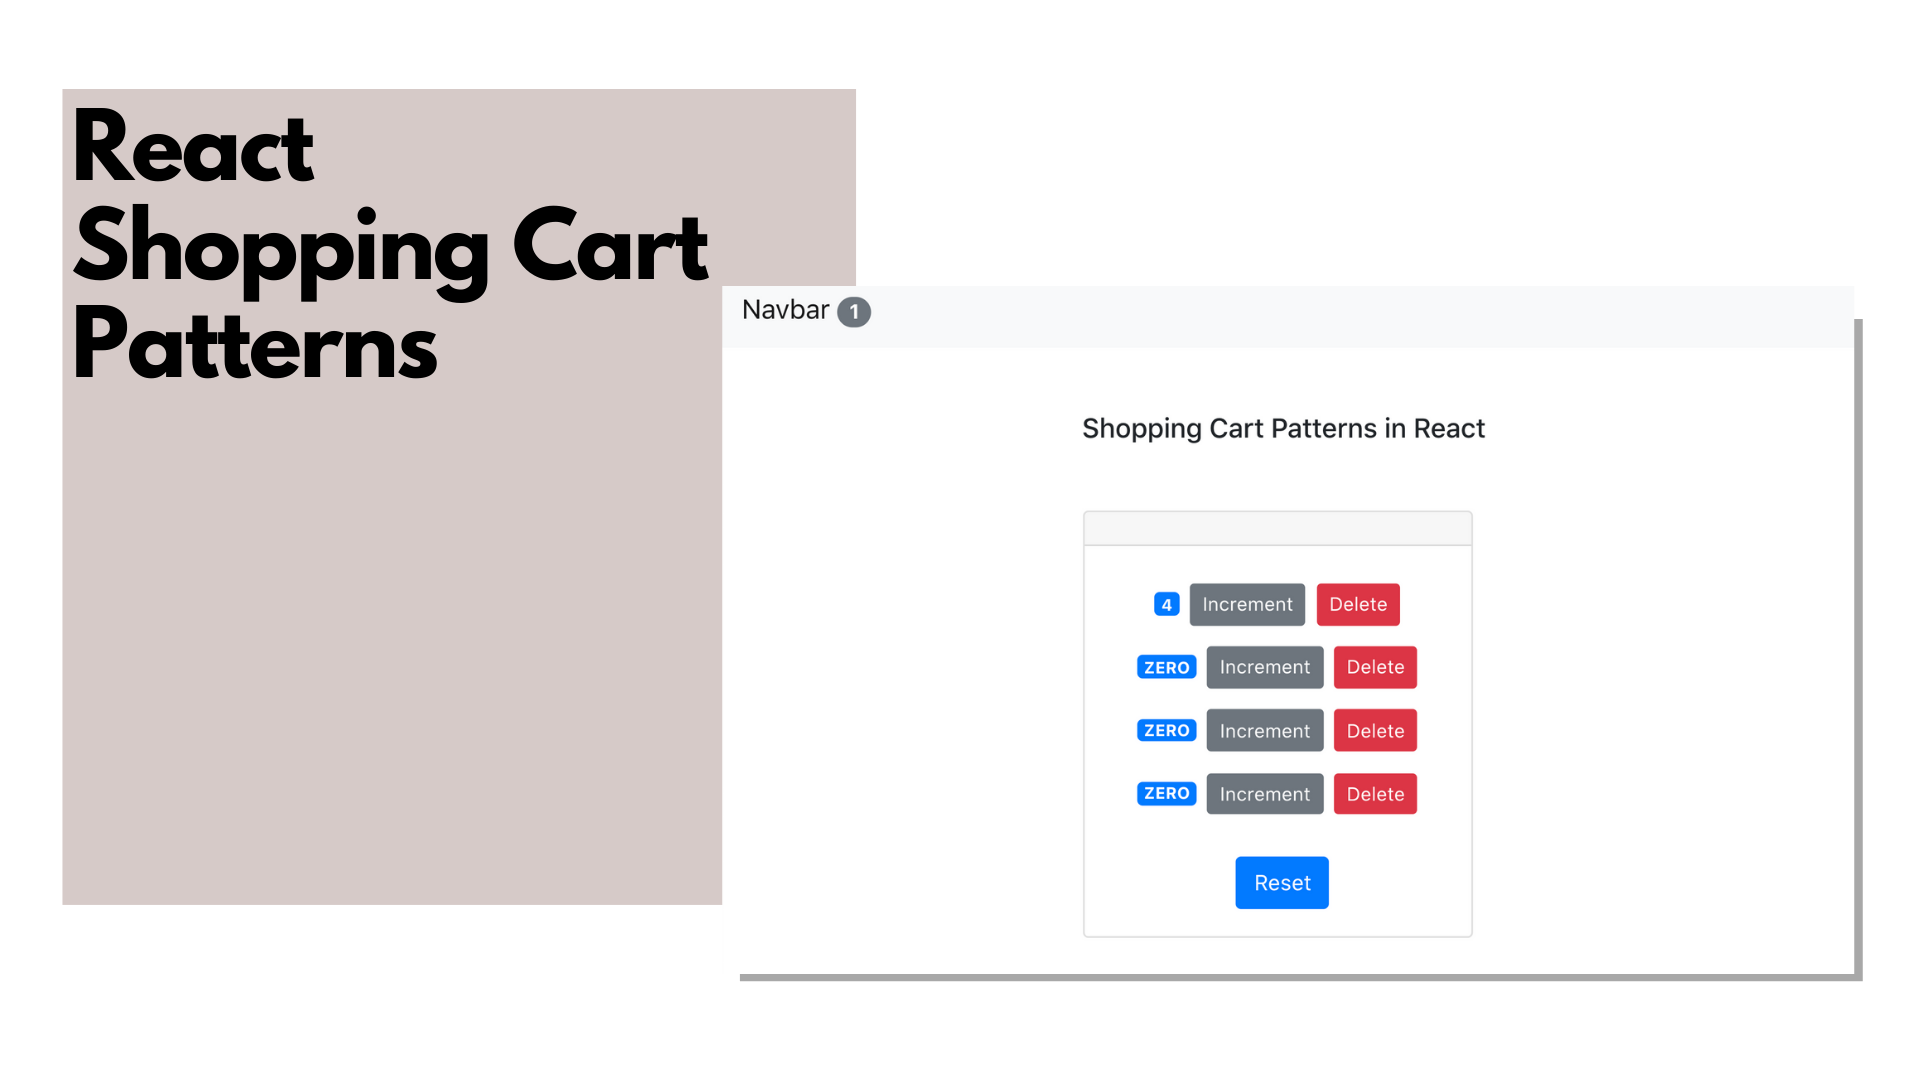 React
Shopping Cart
Patterns
Navbar 1
Shopping Cart Patterns in React
4 Increment Delete
ZERO Increment Delete
ZERO Increment Delete
ZERO Increment Delete
Reset